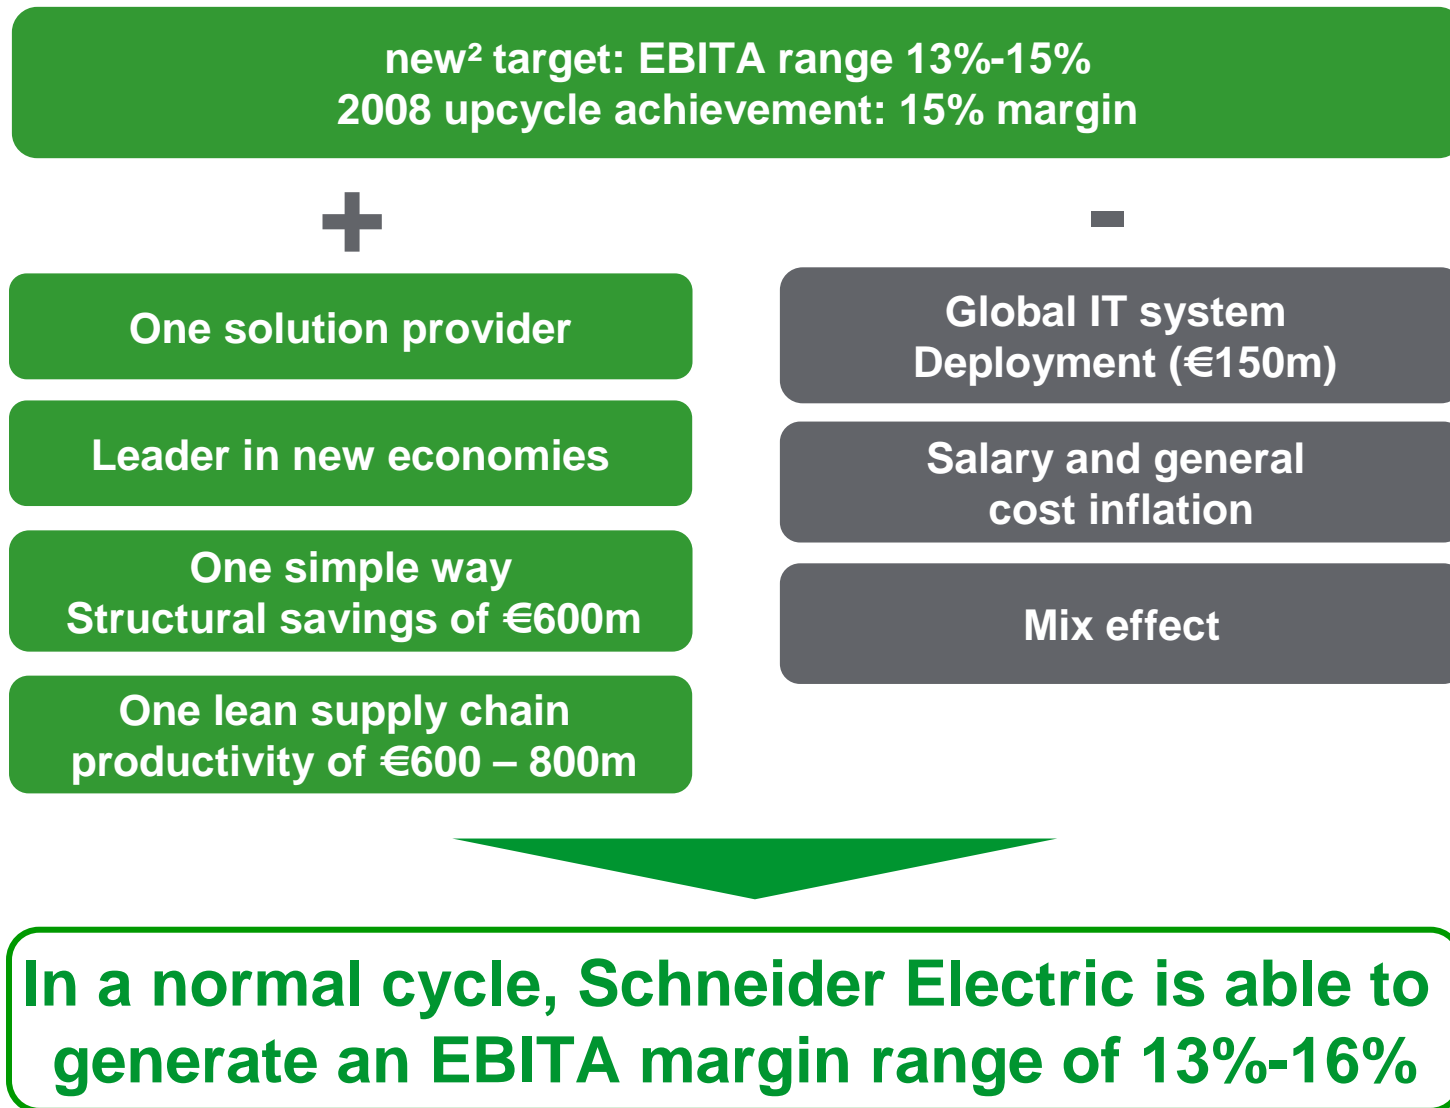 new² target: EBITA range 13%-15%
2008 upcycle achievement: 15% margin
+
-
One solution provider
Leader in new economies
One simple way
Structural savings of €600m
One lean supply chain
productivity of €600 – 800m
Global IT system
Deployment (€150m)
Salary and general
cost inflation
Mix effect
In a normal cycle, Schneider Electric is able to
generate an EBITA margin range of 13%-16%